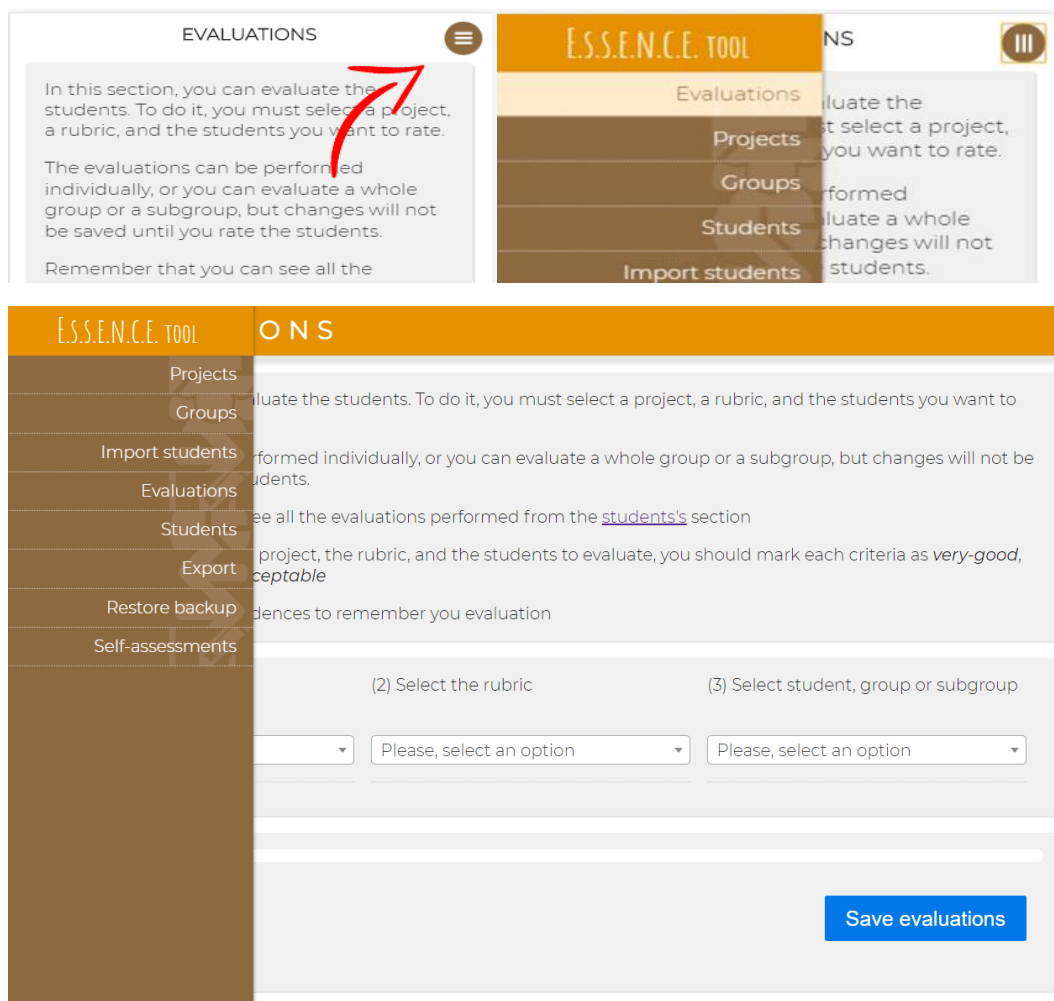 EVALUATIONS
In this section, you can evaluate the
students. To do it, you must select a project,
a rubric, and the students you want to rate.
The evaluations can be performed
individually, or you can evaluate a whole
group or a subgroup, but changes will not
be saved until you rate the students.
Remember that you can see all the
E.S.S.E.N.C.E. TOOL
Evaluations
Projects
Groups
Students
Import students
NS
luate the
st select a project,
you want to rate.
rformed
luate a whole
changes will not
students.
E.S.S.E.N.C.E. TOOL
Projects
Groups
Import students
Evaluations
Students
Export
Restore backup
Self-assessments
ONS
luate the students. To do it, you must select a project, a rubric, and the students you want to
rformed individually, or you can evaluate a whole group or a subgroup, but changes will not be
udents.
ee all the evaluations performed from the students's section
project, the rubric, and the students to evaluate, you should mark each criteria as very-good,
ceptable
dences to remember you evaluation
(2) Select the rubric
(3) Select student, group or subgroup
Please, select an option
Please, select an option
Save evaluations